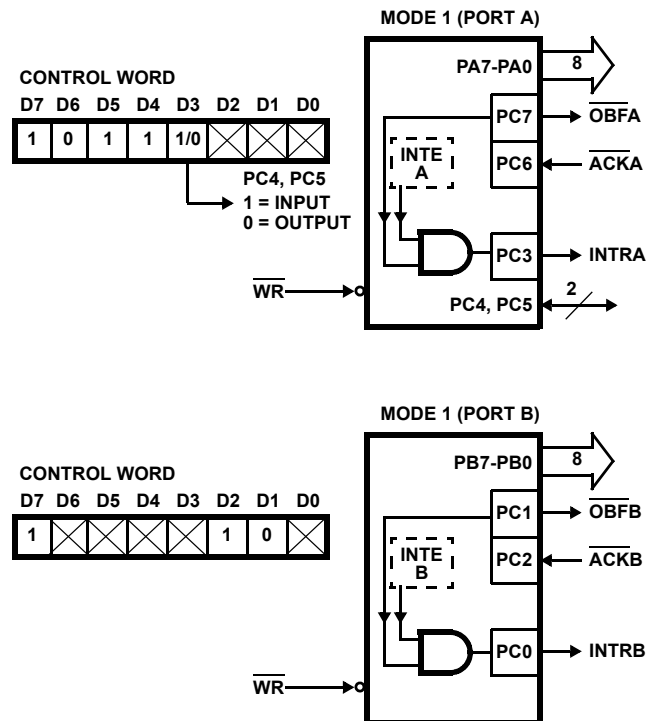 MODE 1 (PORT A)
CONTROL WORD
D7 D6 D5 D4 D3 D2 D1 D0
1 0 1 1 1/0
PC4, PC5
1 = INPUT
0 = OUTPUT
WR
PA7-PA0
8
PC7
OBFA
INTE
A
PC6
ACKA
PC3
INTRA
PC4, PC5
2
MODE 1 (PORT B)
CONTROL WORD
D7 D6 D5 D4 D3 D2 D1 D0
1 1 0
WR
PB7-PB0
8
PC1
OBFB
INTE
B
PC2
ACKB
PC0
INTRB